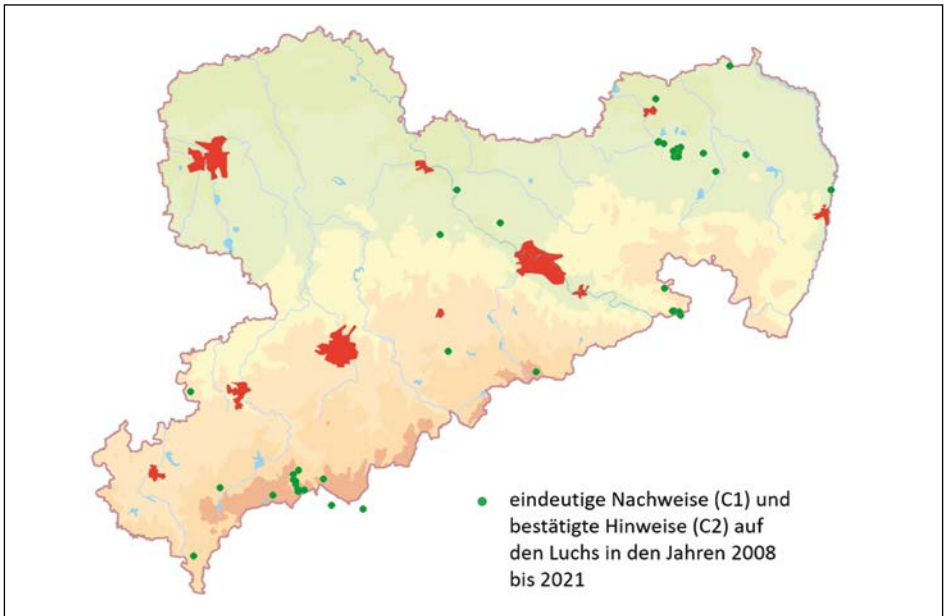 eindeutige Nachweise (C1) und
bestätigte Hinweise (C2) auf
den Luchs in den Jahren 2008
bis 2021